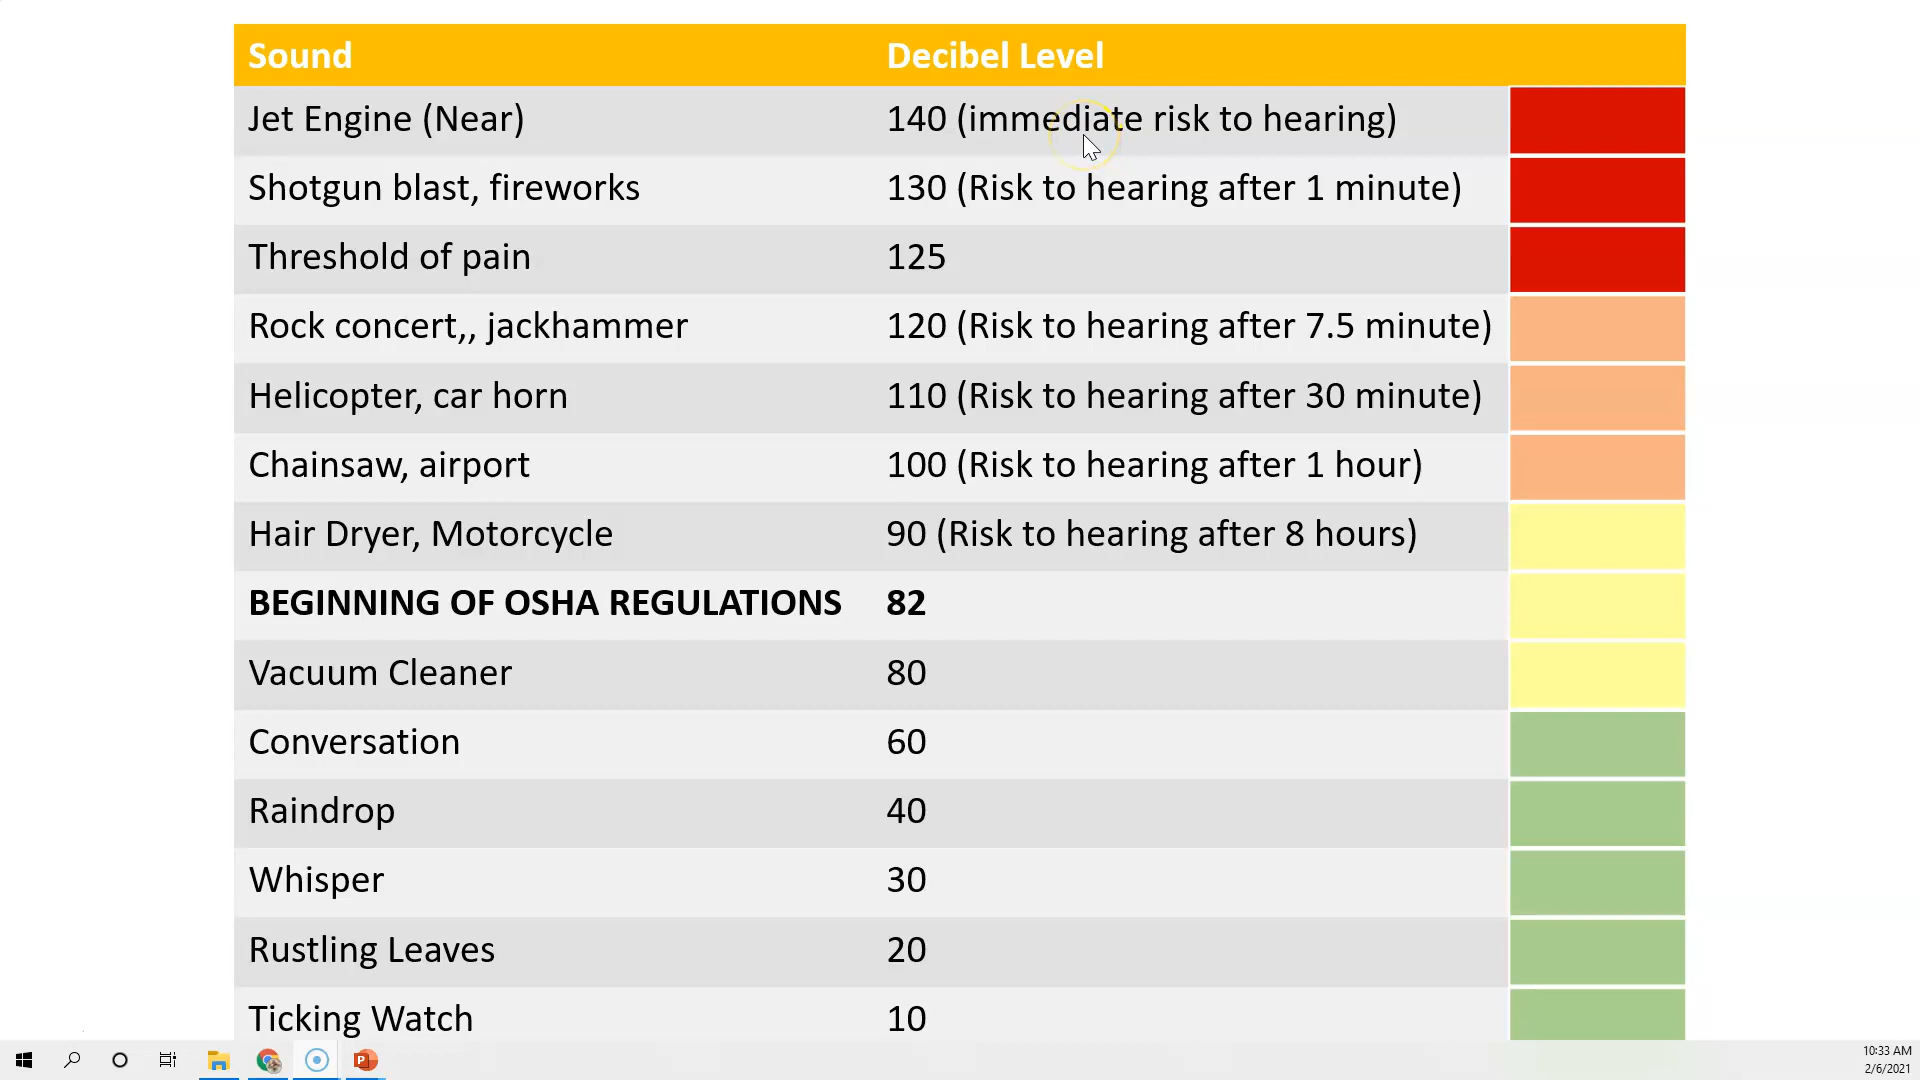 Sound Decibel Level
Jet Engine (Near) 140 (immediate risk to hearing)
Shotgun blast, fireworks 130 (Risk to hearing after 1 minute)
Threshold of pain 125
Rock concert,, jackhammer 120 (Risk to hearing after 7.5 minute)
Helicopter, car horn 110 (Risk to hearing after 30 minute)
Chainsaw, airport 100 (Risk to hearing after 1 hour)
Hair Dryer, Motorcycle 90 (Risk to hearing after 8 hours)
BEGINNING OF OSHA REGULATIONS 82
Vacuum Cleaner 80
Conversation 60
Raindrop 40
Whisper 30
Rustling Leaves 20
Ticking Watch 10
P
10:33 AM
2/6/2021